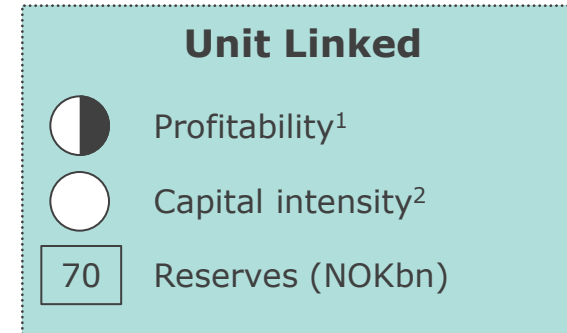 Unit Linked
Profitability¹
Capital intensity²
70 Reserves (NOKbn)